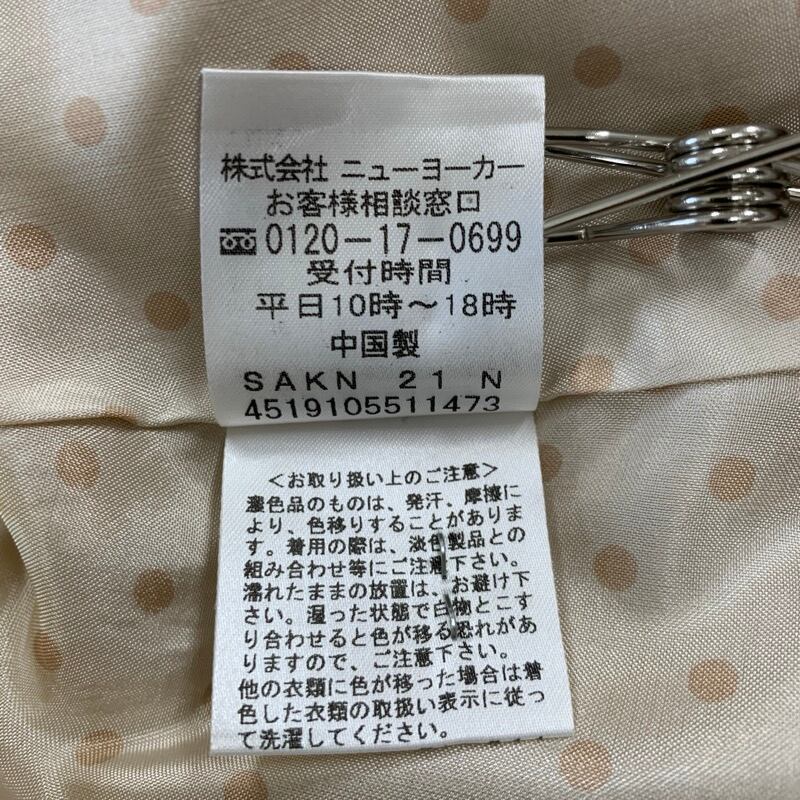 株式会社 ニューヨーカー
お客様相談窓口
0120-17-0699
受付時間
平日10時～18時
中国製
SAKN 21 N
4519105511473
＜お取り扱い上のご注意＞
濃色品のものは、発汗、摩擦に
より、色移りすることがありま
す。着用の際は、淡色製品との
組み合わせ等にご注意下さい。
濡れたままの放置は、お避け下
さい。湿った状態で白物とこす
り合わせると色が移る恐れがあ
りますので、ご注意下さい。
他の衣類に色が移った場合は着
色した衣類の取扱い表示に従っ
て洗濯してください。